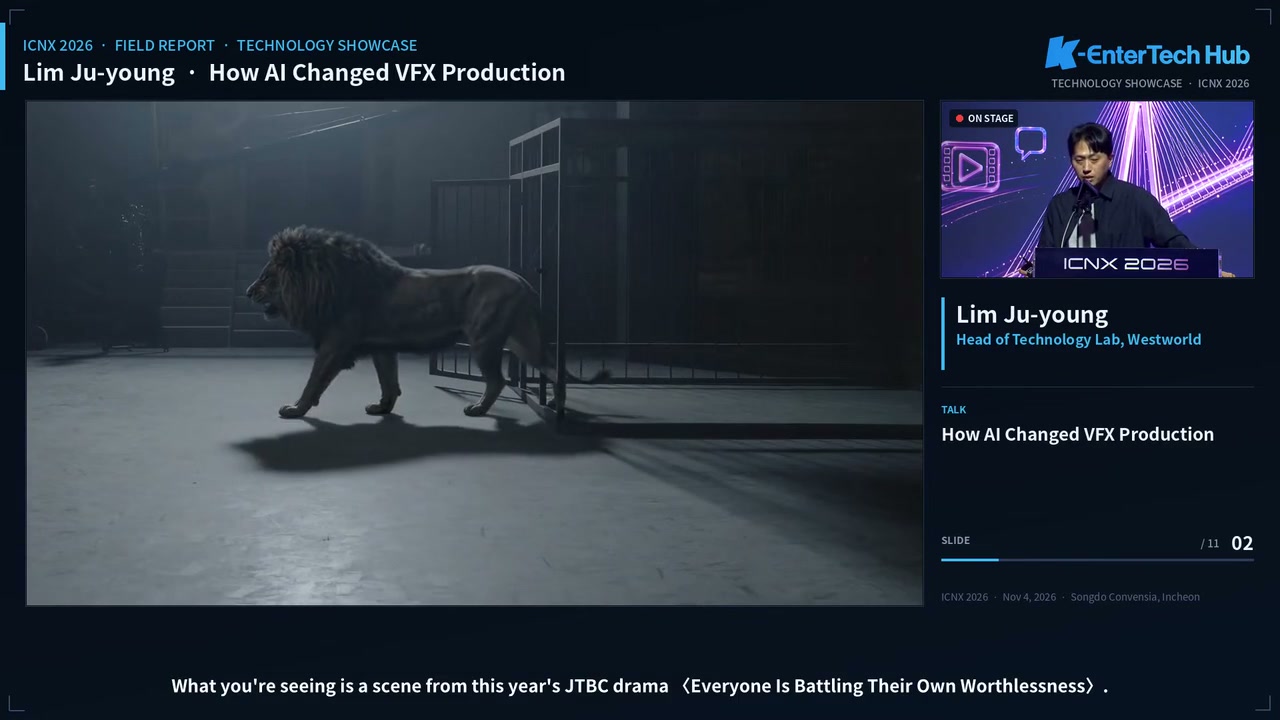 ICNX 2026 · FIELD REPORT · TECHNOLOGY SHOWCASE
Lim Ju-young · How AI Changed VFX Production
K-EnterTech Hub
TECHNOLOGY SHOWCASE · ICNX 2026
ON STAGE
ICNX 2026
Lim Ju-young
Head of Technology Lab, Westworld
TALK
How AI Changed VFX Production
SLIDE / 11 02
ICNX 2026 · Nov 4, 2026 · Songdo Convensia, Incheon
What you're seeing is a scene from this year's JTBC drama 〈Everyone Is Battling Their Own Worthlessness〉.